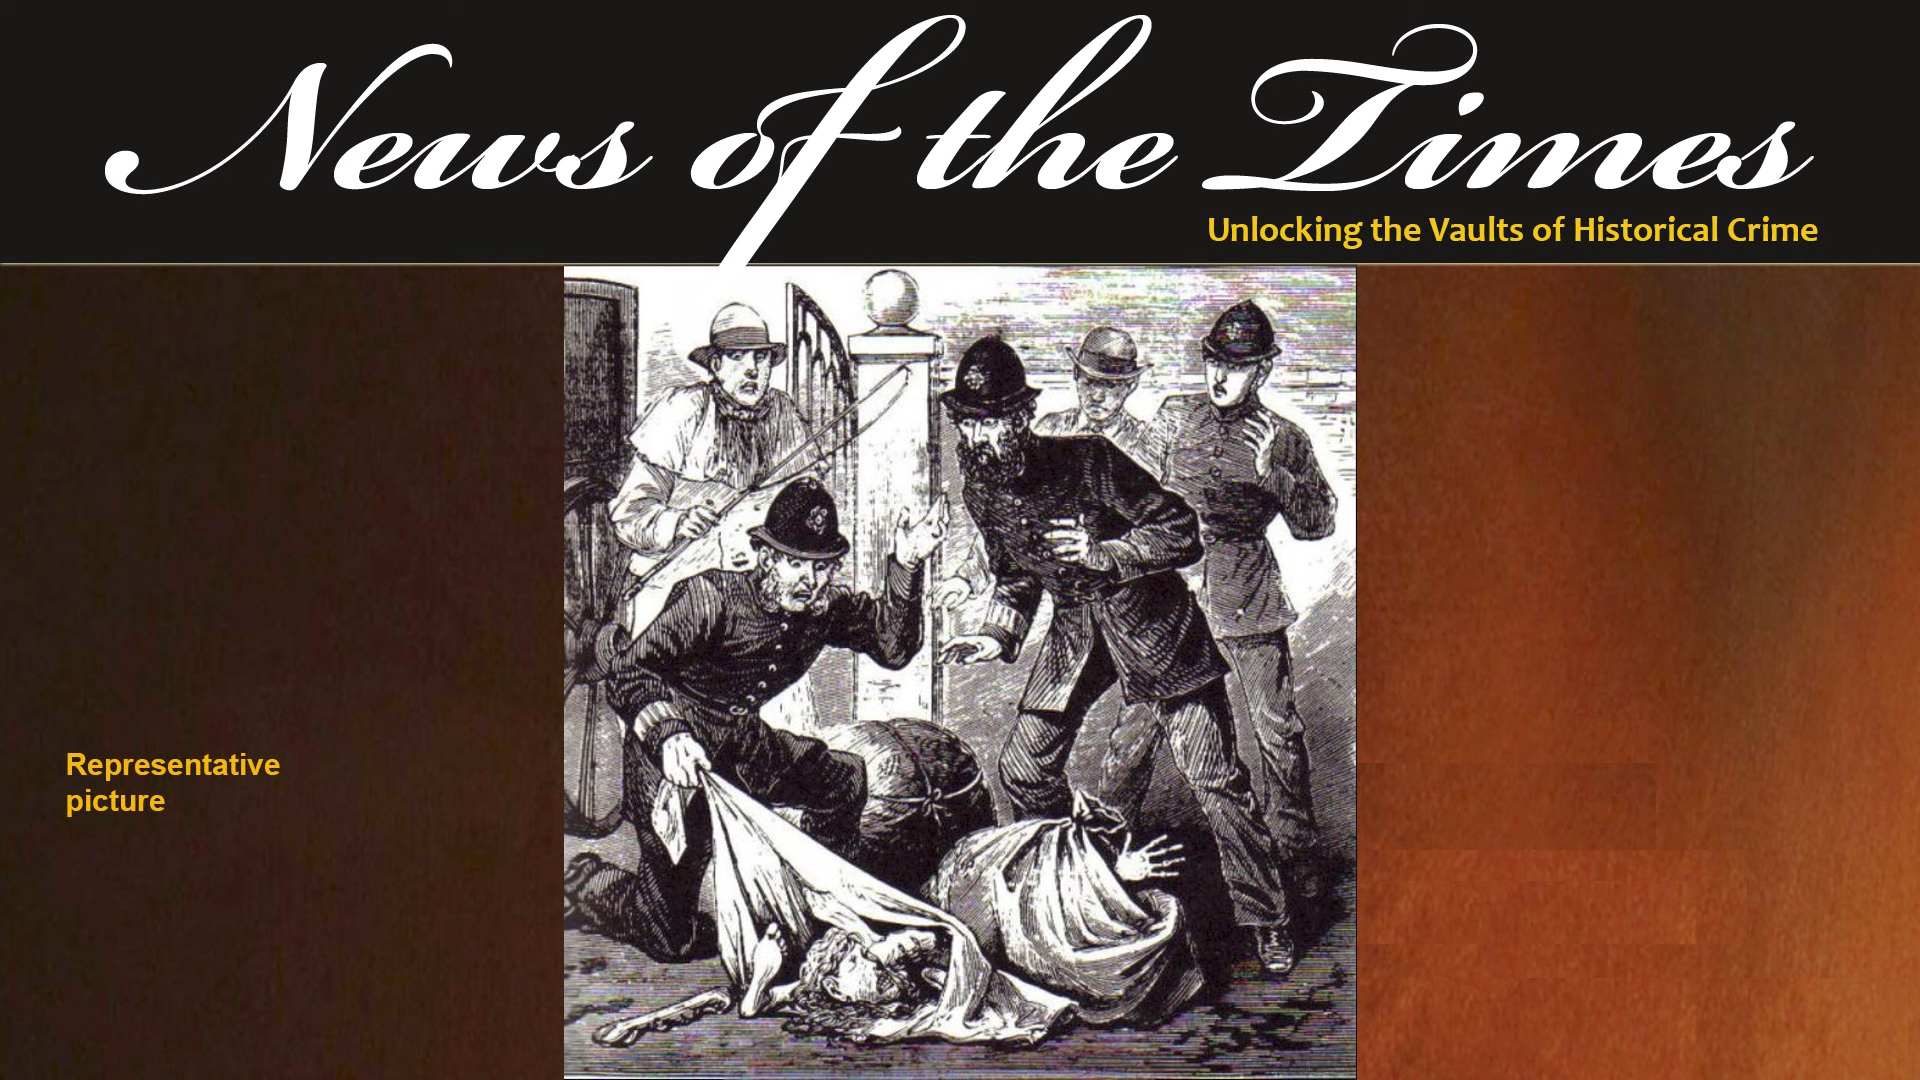 News of the Times
Unlocking the Vaults of Historical Crime
Representative
picture